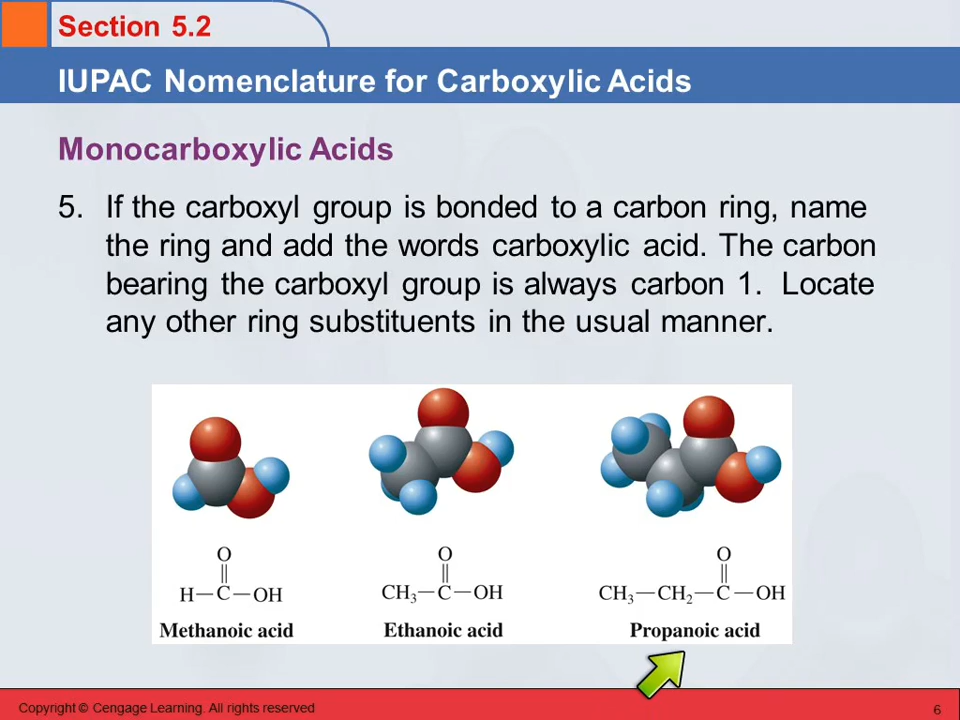 Section 5.2
IUPAC Nomenclature for Carboxylic Acids
Monocarboxylic Acids
5. If the carboxyl group is bonded to a carbon ring, name
the ring and add the words carboxylic acid. The carbon
bearing the carboxyl group is always carbon 1. Locate
any other ring substituents in the usual manner.
O
H—C—OH
Methanoic acid
O
CH₃—C—OH
Ethanoic acid
O
CH₃—CH₂—C—OH
Propanoic acid
Copyright © Cengage Learning. All rights reserved
6